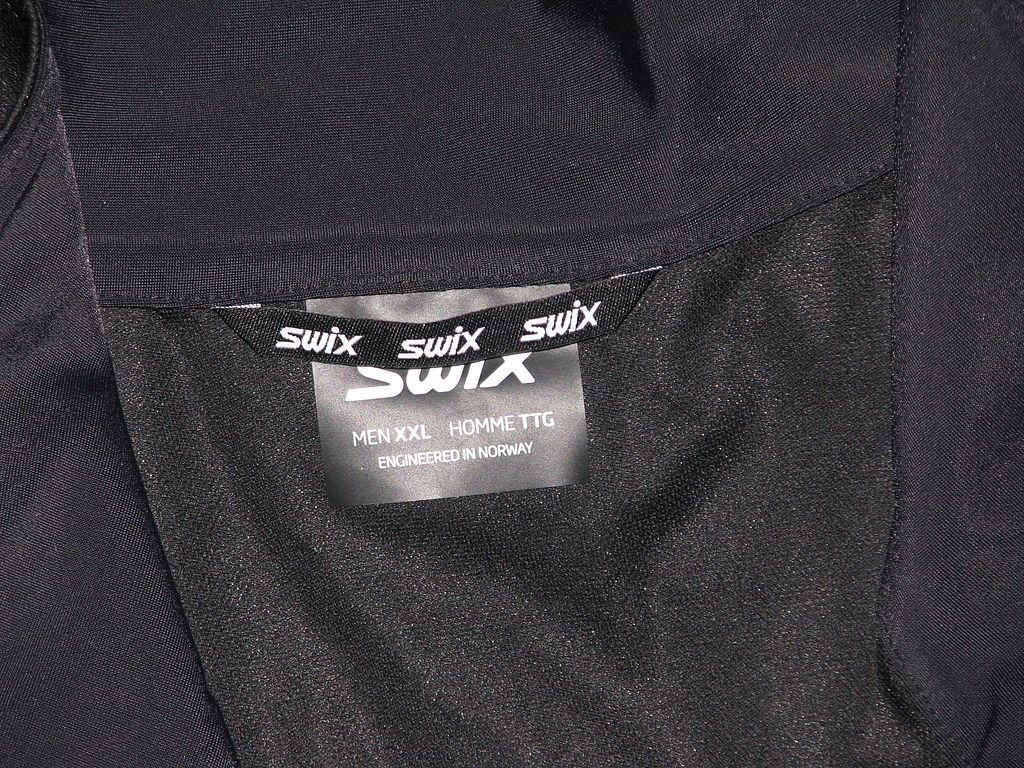 SWIX SWIX SWIX
SWIX
MEN XXL HOMME TTG
ENGINEERED IN NORWAY